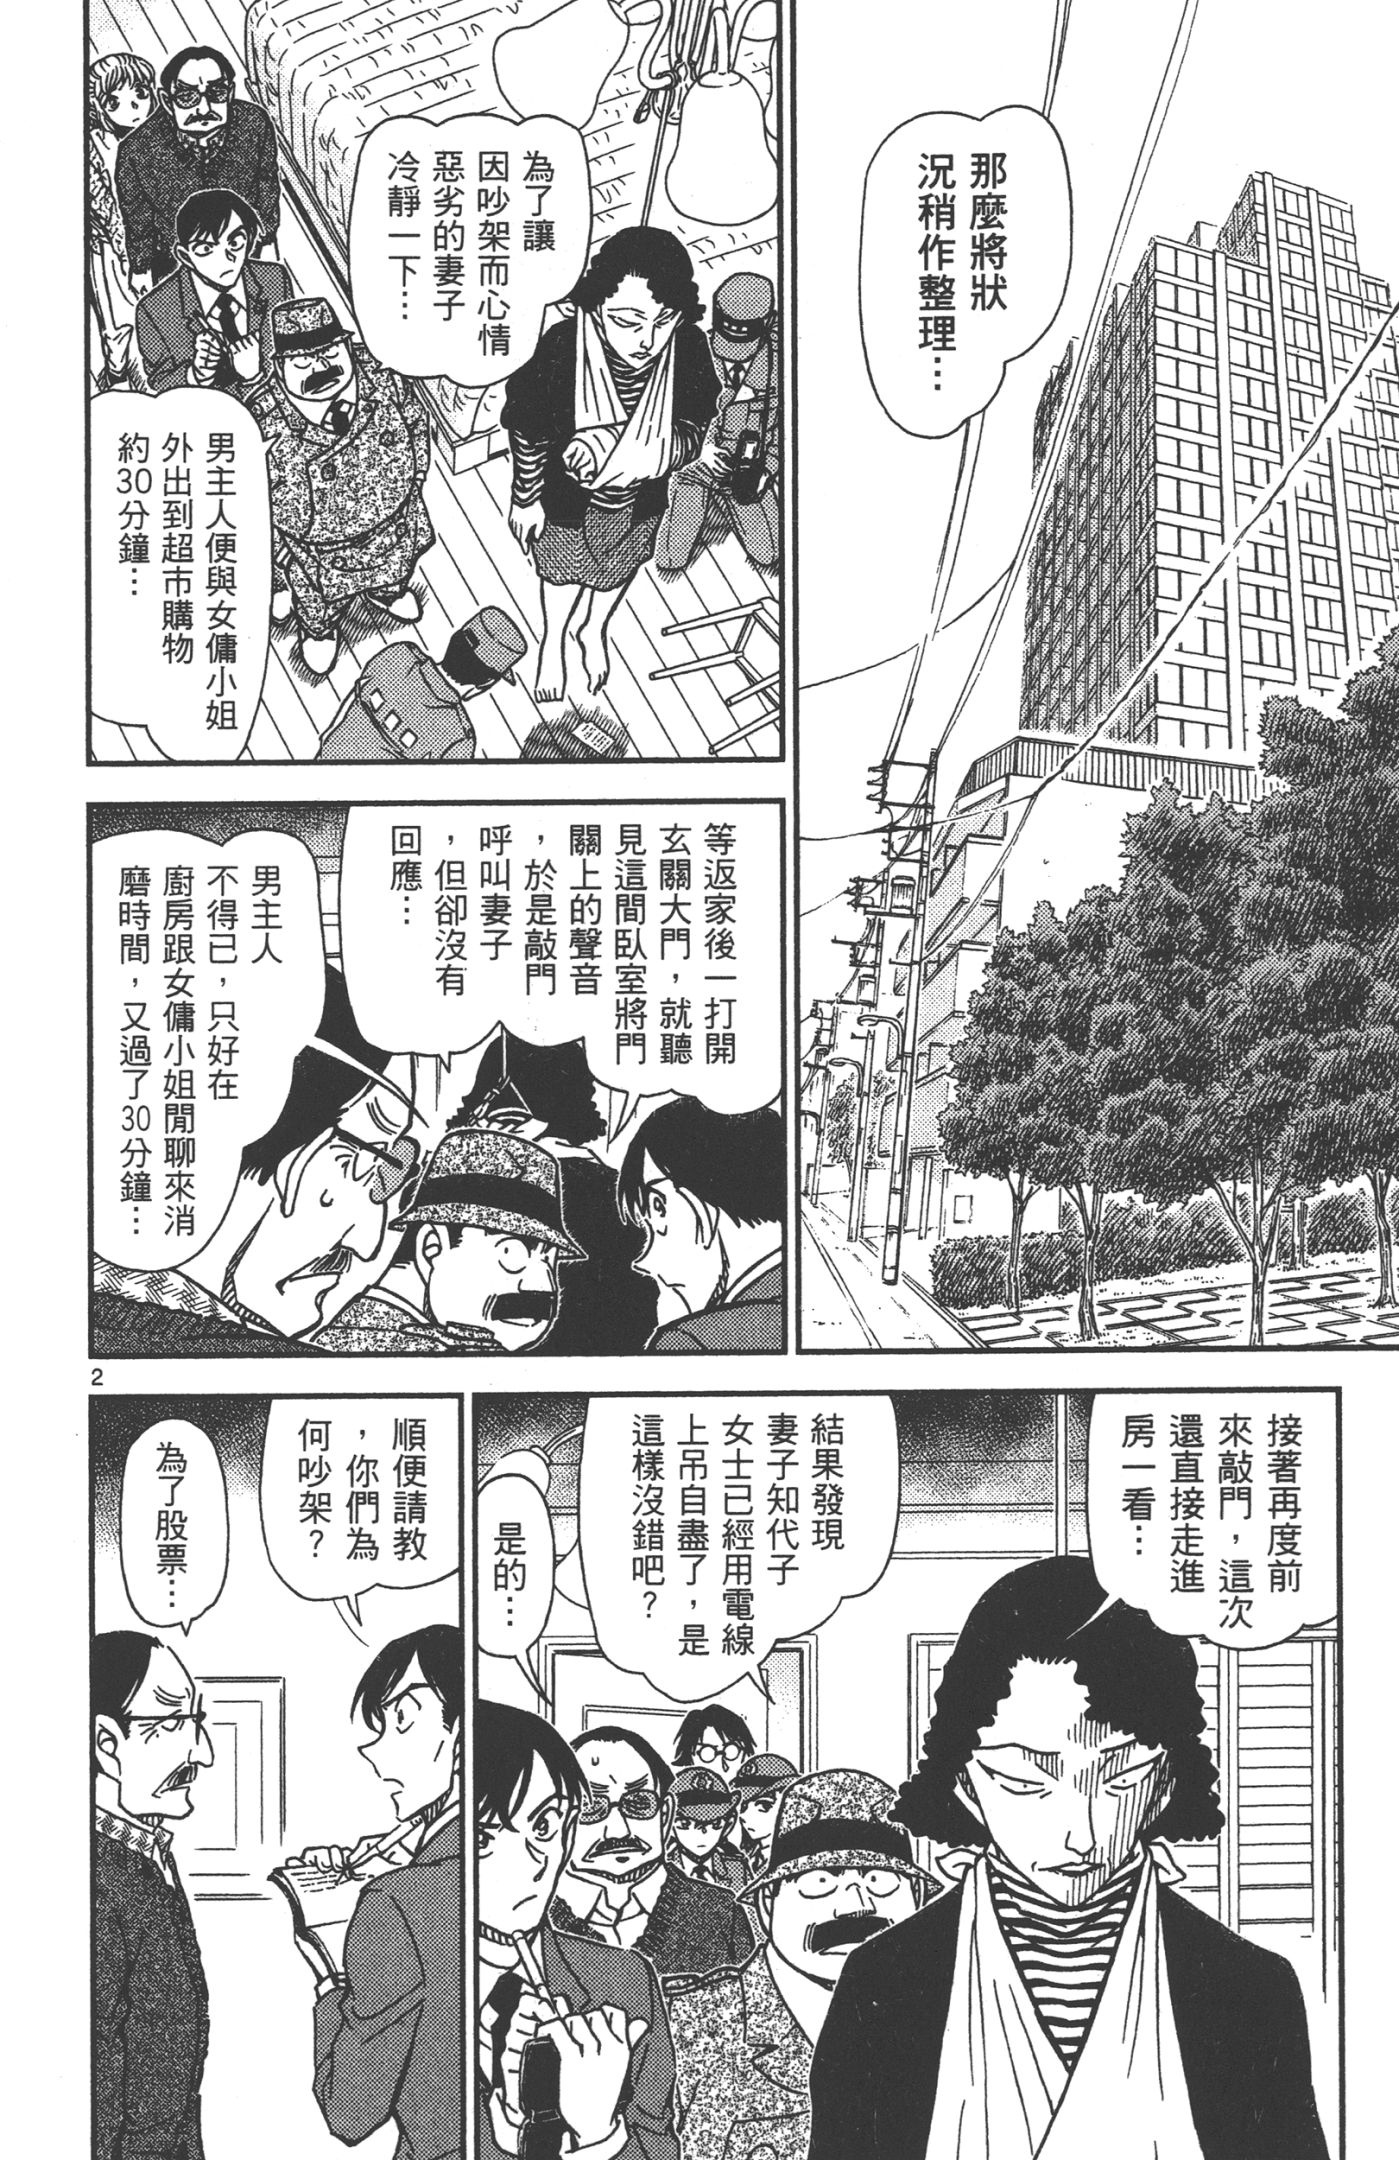 那麼將狀
況稍作整理…
為了讓
因吵架而心情
惡劣的妻子
冷靜一下…
男主人便與女傭小姐
外出到超市購物
約30分鐘…
等返家後一打開
玄關大門，就聽
見這間臥室將門
關上的聲音
，於是敲門
呼叫妻子
，但卻沒有
回應…
男主人
不得已，只好在
廚房跟女傭小姐閒聊來消
磨時間，又過了30分鐘…
接著再度前
來敲門，這次
還直接走進
房一看…
結果發現
妻子知代子
女士已經用電線
上吊自盡了，是
這樣沒錯吧？
是的…
順便請教
，你們為
何吵架？
為了股票…
2